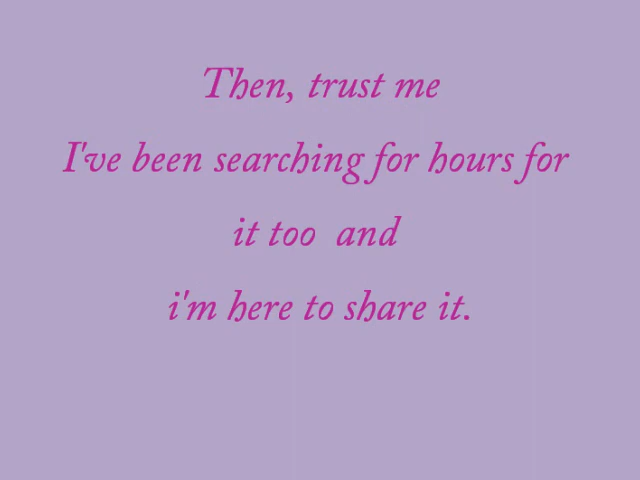 Then, trust me
I've been searching for hours for
it too  and
i'm here to share it.